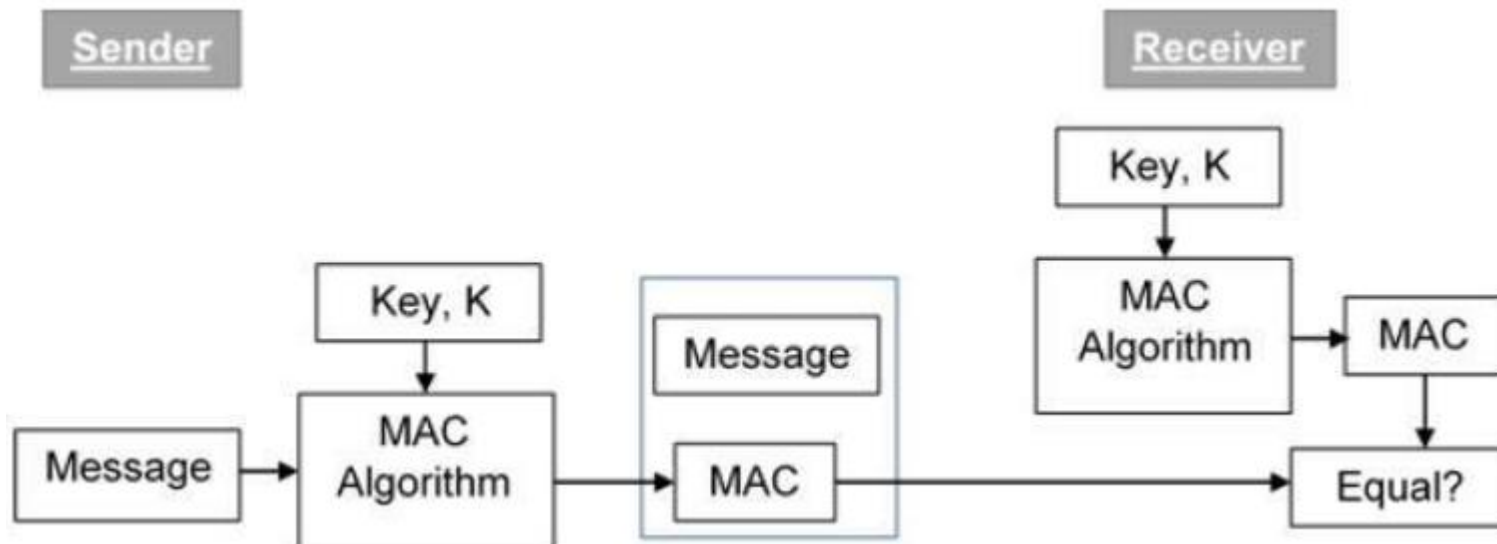 Sender
Receiver
Key, K
MAC
Algorithm
MAC
Key, K
Message
Message
MAC
Algorithm
MAC
Equal?